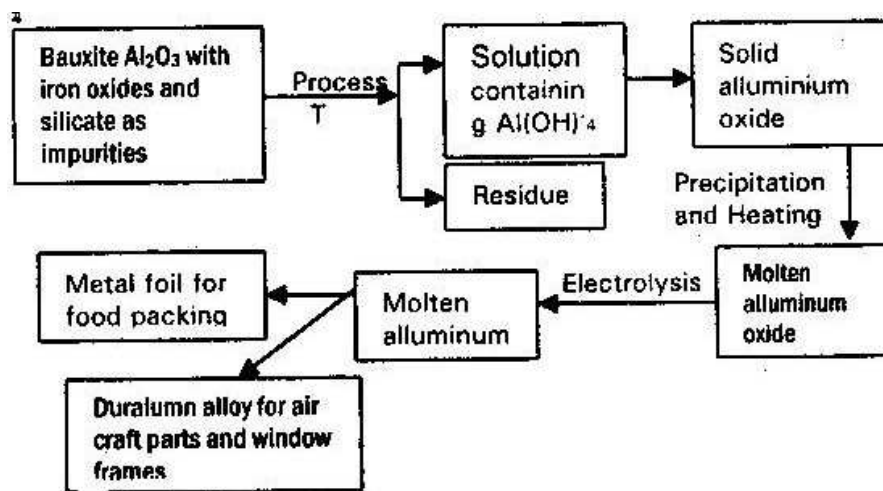 Bauxite Al₂O₃ with
iron oxides and
silicate as
impurities
Process
T
Solution
containin
g Al(OH)⁻₄
Residue
Solid
alluminium
oxide
Precipitation
and Heating
Molten
alluminum
oxide
Electrolysis
Molten
alluminum
Metal foil for
food packing
Duralumn alloy for air
craft parts and window
frames